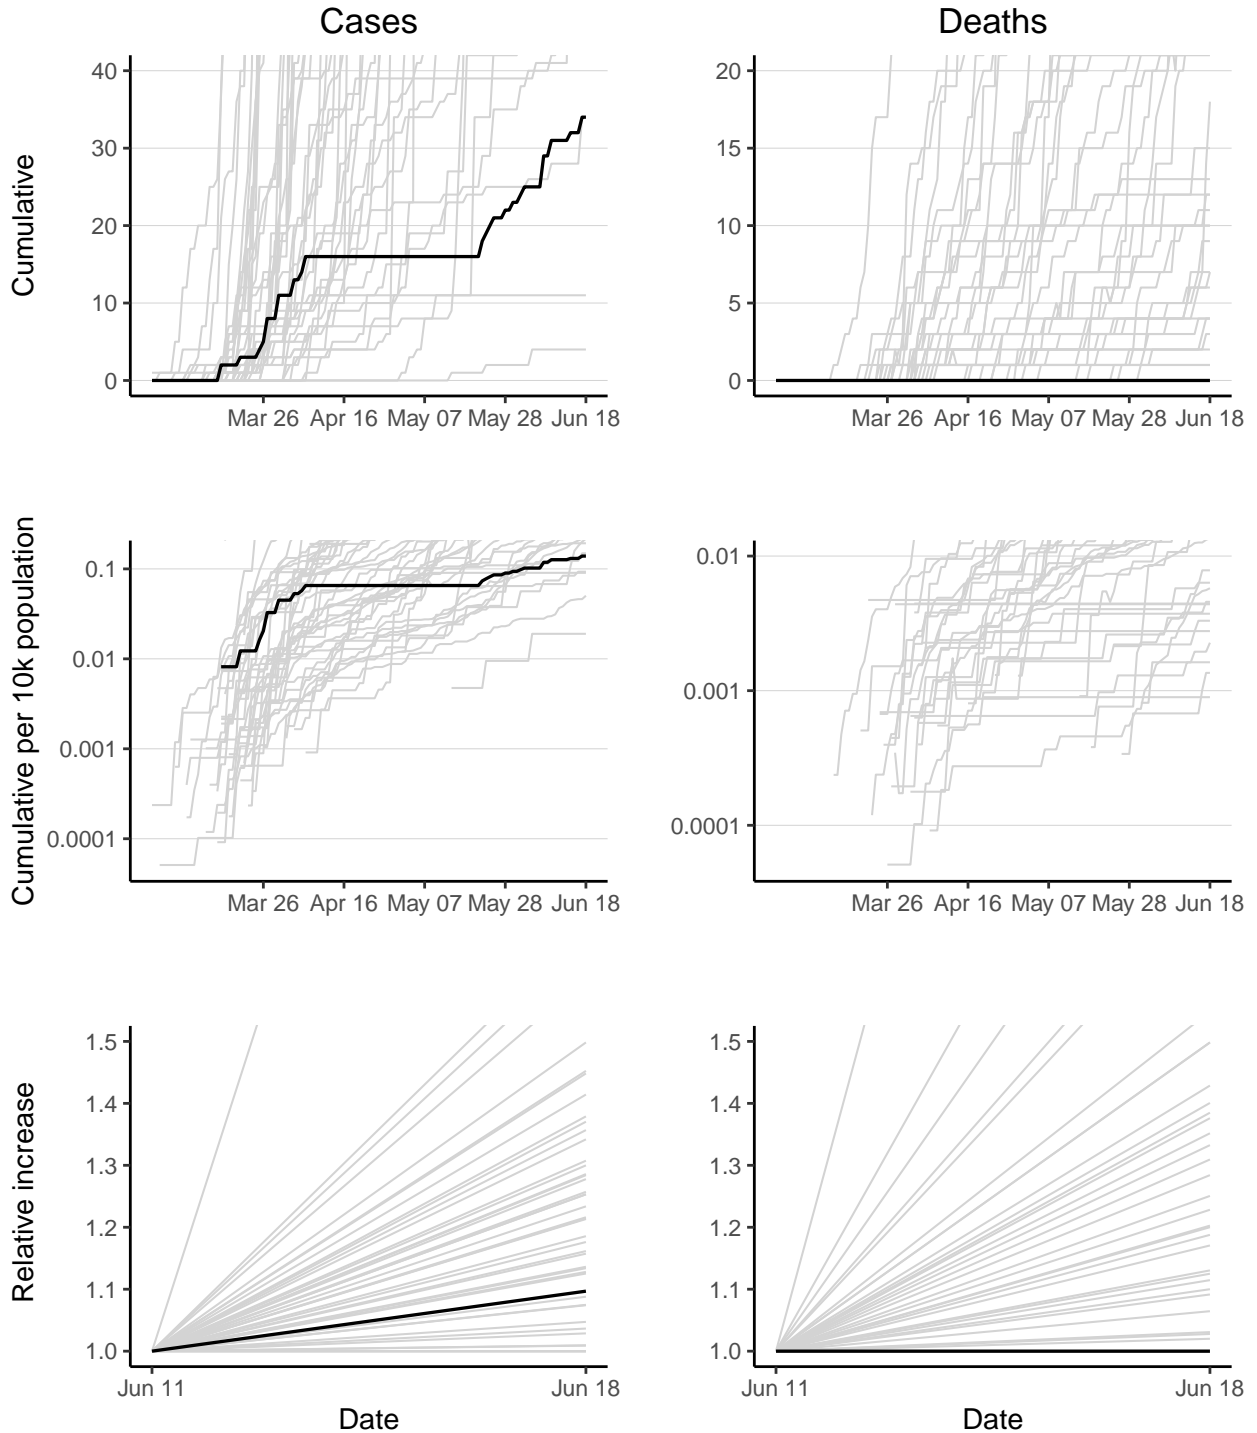 Cases
Deaths
Cumulative
40
30
20
10
0
Mar 26 Apr 16 May 07 May 28 Jun 18
20
15
10
5
0
Mar 26 Apr 16 May 07 May 28 Jun 18
Cumulative per 10k population
0.1
0.01
0.001
0.0001
Mar 26 Apr 16 May 07 May 28 Jun 18
0.01
0.001
0.0001
Mar 26 Apr 16 May 07 May 28 Jun 18
Relative increase
1.5
1.4
1.3
1.2
1.1
1.0
Jun 11 Jun 18
Date
1.5
1.4
1.3
1.2
1.1
1.0
Jun 11 Jun 18
Date